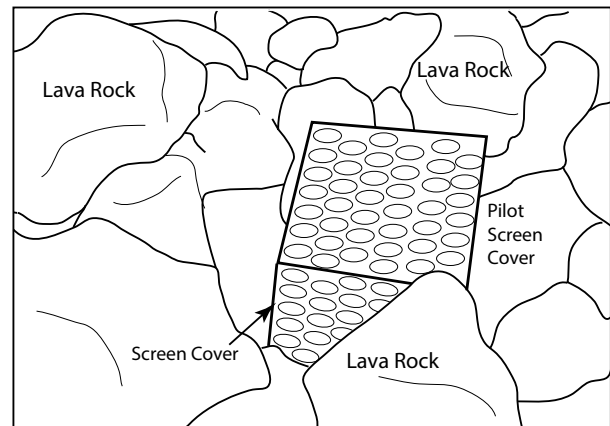 Lava Rock
Lava Rock
Pilot
Screen
Cover
Screen Cover
Lava Rock